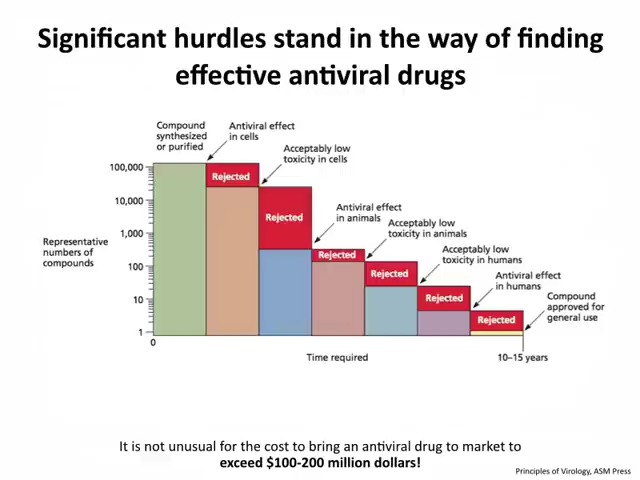 Significant hurdles stand in the way of finding
effective antiviral drugs
Compound
synthesized
or purified
Antiviral effect
in cells
Acceptably low
toxicity in cells
Antiviral effect
in animals
Acceptably low
toxicity in animals
Acceptably low
toxicity in humans
Antiviral effect
in humans
Compound
approved for
general use
Rejected
Rejected
Rejected
Rejected
Rejected
Rejected
100,000
10,000
1,000
100
10
1
Representative
numbers of
compounds
0
Time required
10–15 years
It is not unusual for the cost to bring an antiviral drug to market to
exceed $100-200 million dollars!
Principles of Virology, ASM Press